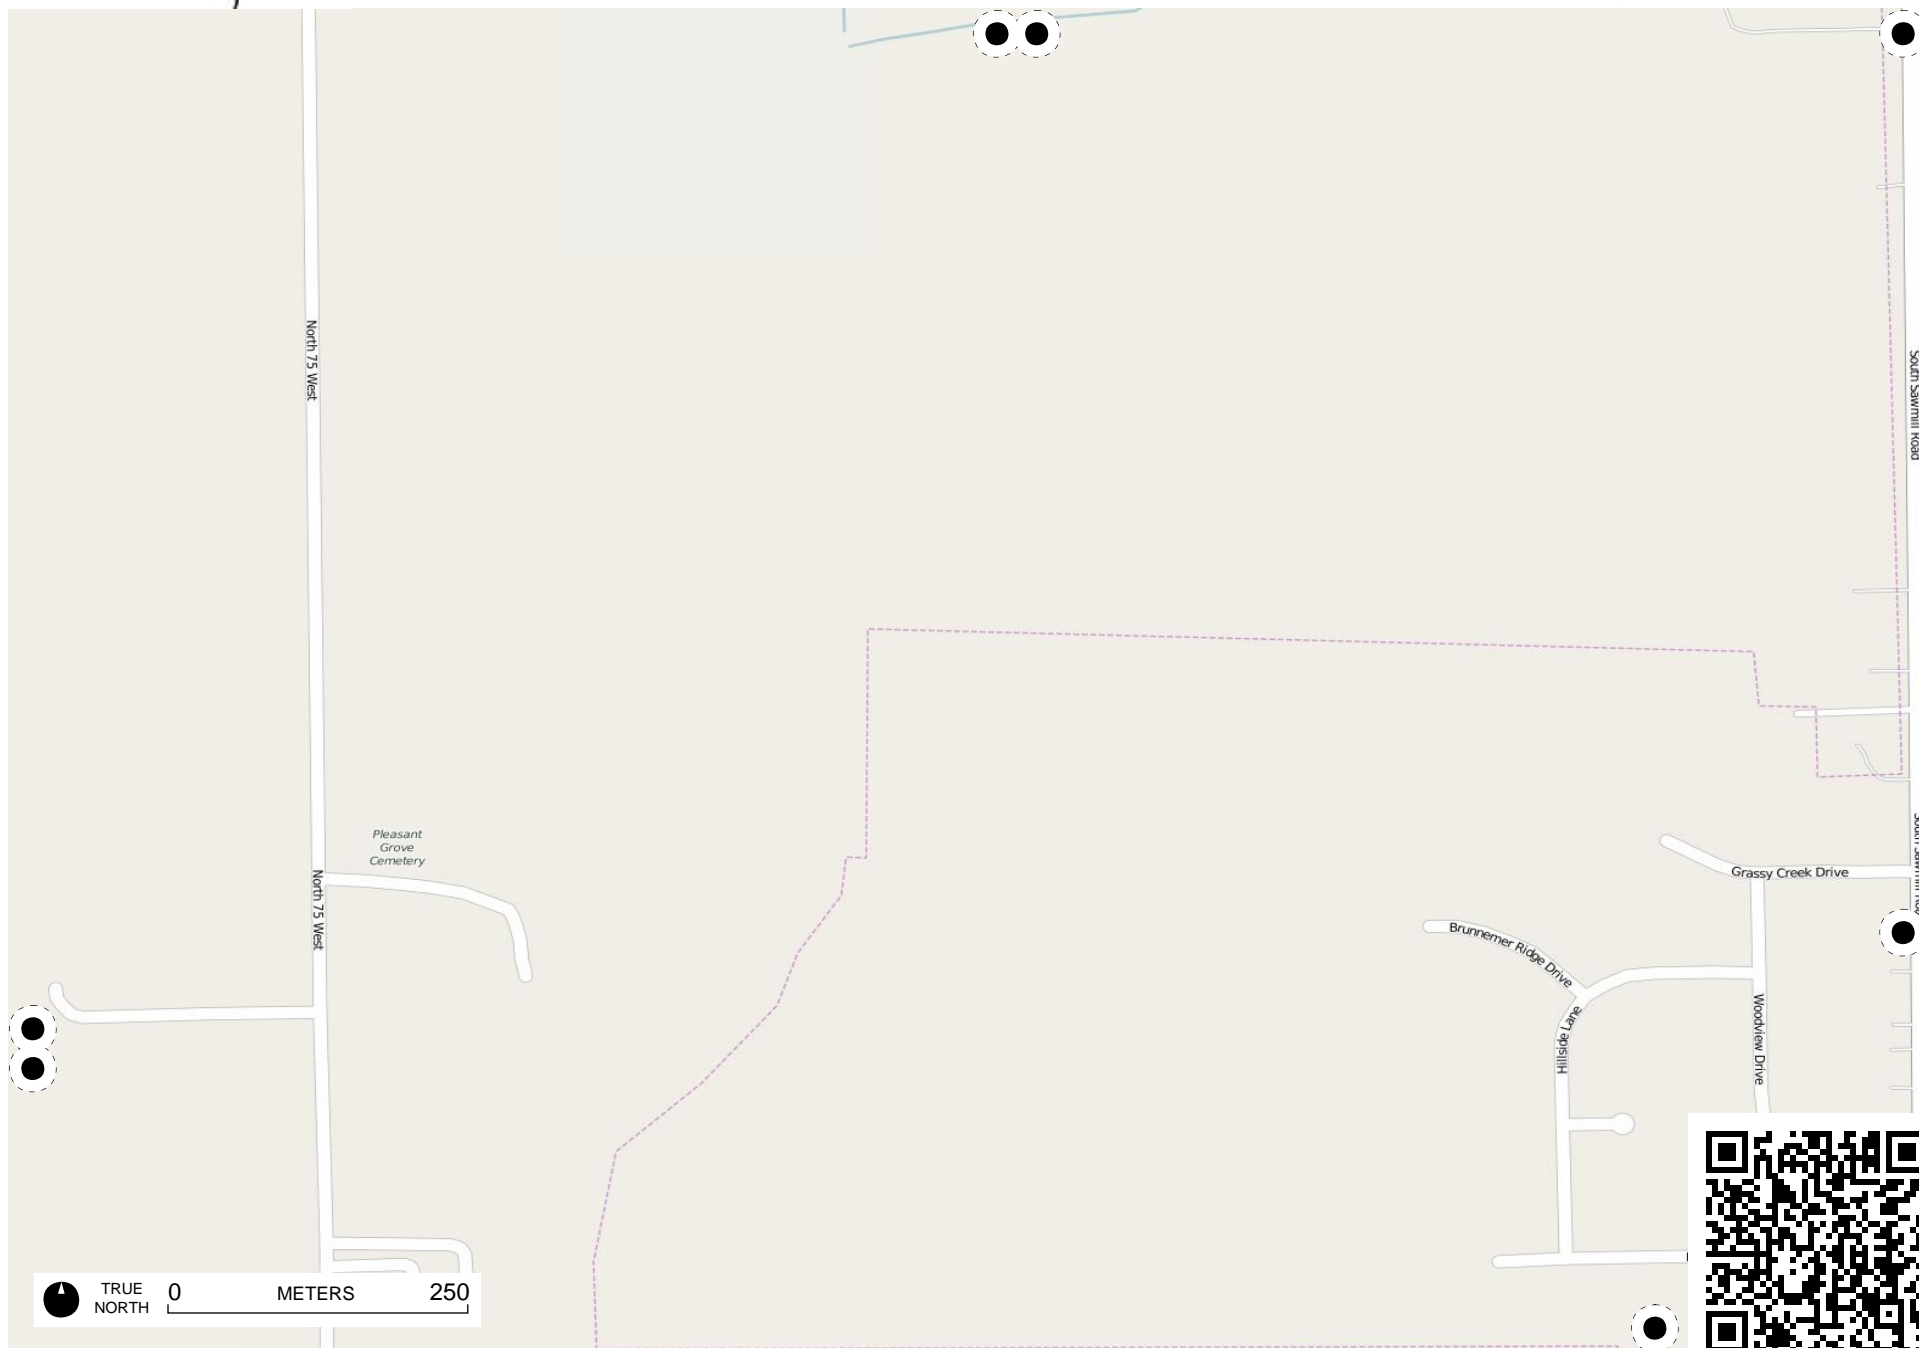 North 75 West
South Sawmill Road
Pleasant
Grove
Cemetery
North 75 West
Grassy Creek Drive
Brunnemer Ridge Drive
Hillside Lane
Woodview Drive
TRUE
NORTH
0 METERS 250